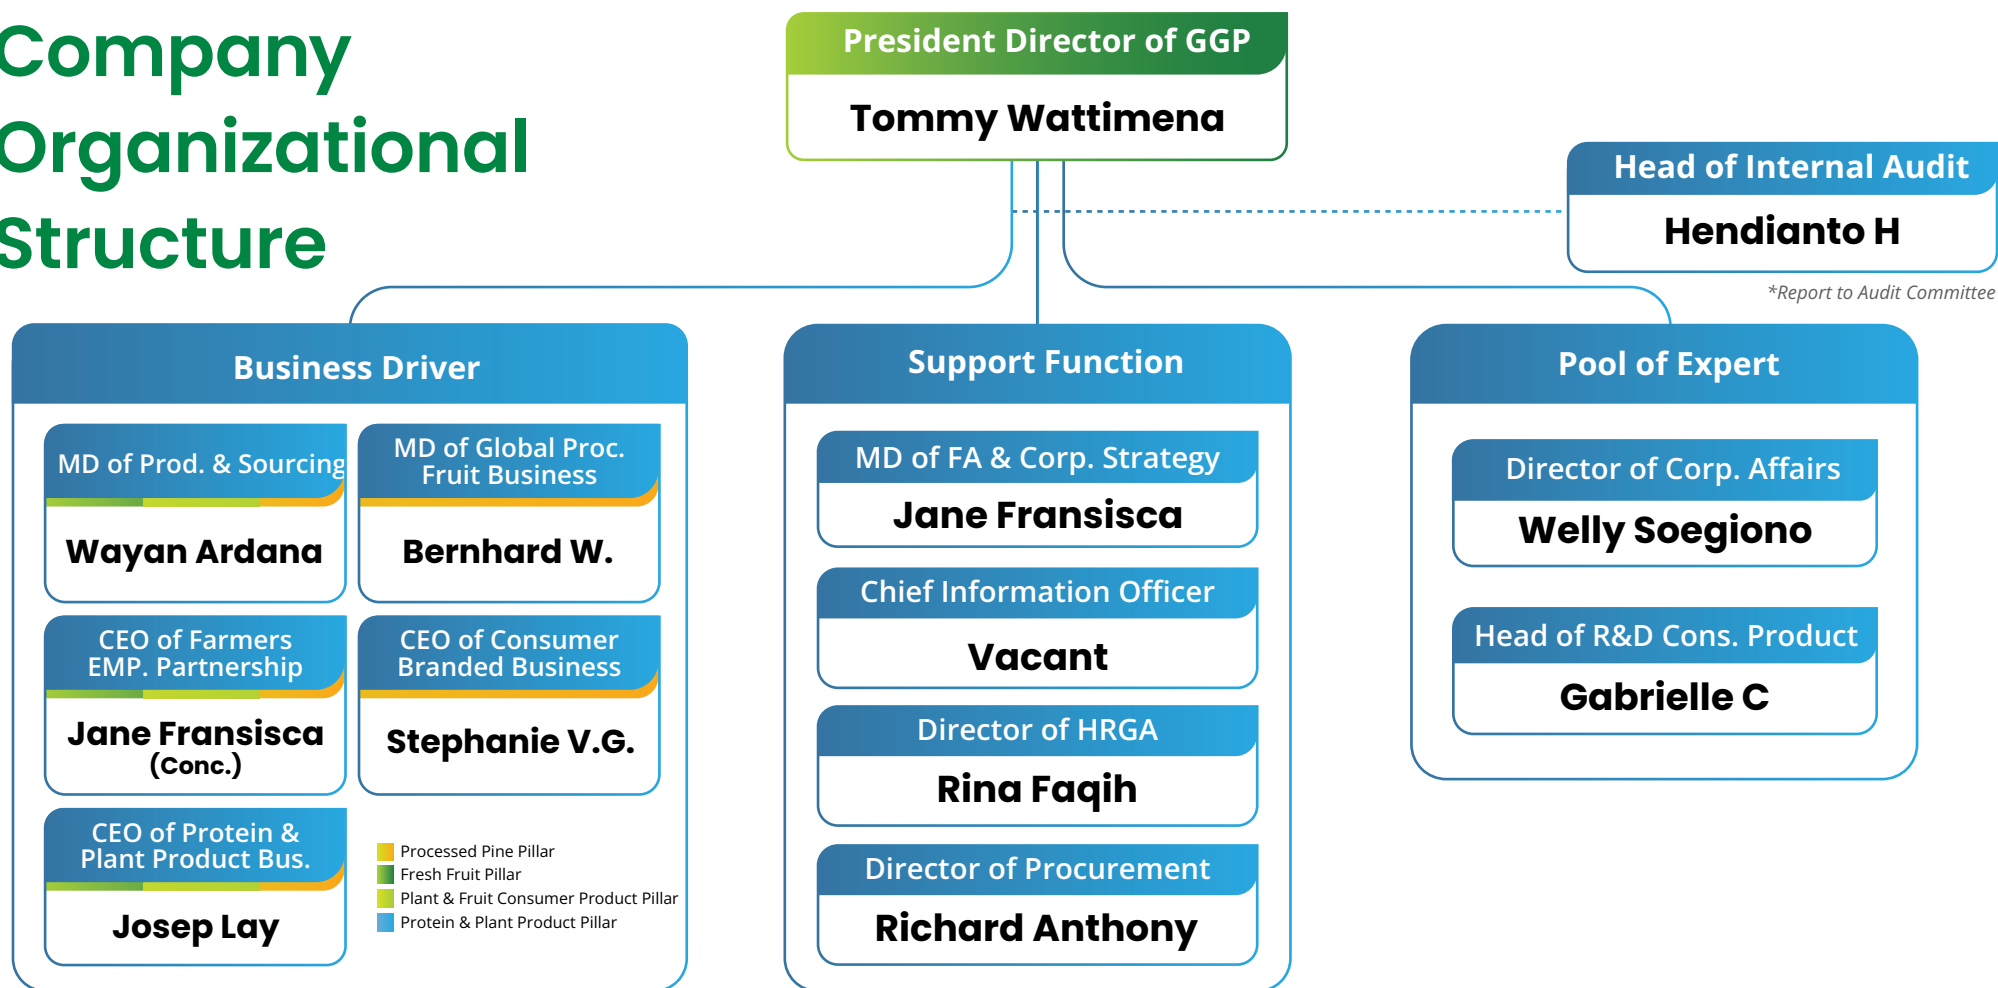 Company
Organizational
Structure
President Director of GGP
Tommy Wattimena
Head of Internal Audit
Hendianto H
*Report to Audit Committee
Business Driver
MD of Prod. & Sourcing
Wayan Ardana
MD of Global Proc.
Fruit Business
Bernhard W.
CEO of Farmers
EMP. Partnership
Jane Fransisca
(Conc.)
CEO of Consumer
Branded Business
Stephanie V.G.
CEO of Protein &
Plant Product Bus.
Josep Lay
Processed Pine Pillar
Fresh Fruit Pillar
Plant & Fruit Consumer Product Pillar
Protein & Plant Product Pillar
Support Function
MD of FA & Corp. Strategy
Jane Fransisca
Chief Information Officer
Vacant
Director of HRGA
Rina Faqih
Director of Procurement
Richard Anthony
Pool of Expert
Director of Corp. Affairs
Welly Soegiono
Head of R&D Cons. Product
Gabrielle C